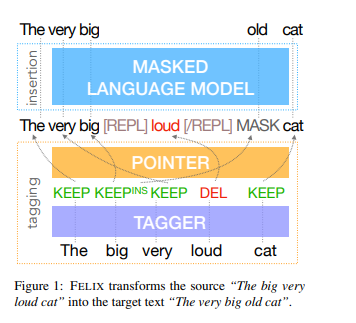 The very big old cat
insertion
MASKED
LANGUAGE MODEL
The very big [REPL] loud [/REPL] MASK cat
tagging
POINTER
KEEP KEEPINS KEEP DEL KEEP
TAGGER
The big very loud cat
Figure 1: FELIX transforms the source “The big very
loud cat” into the target text “The very big old cat”.